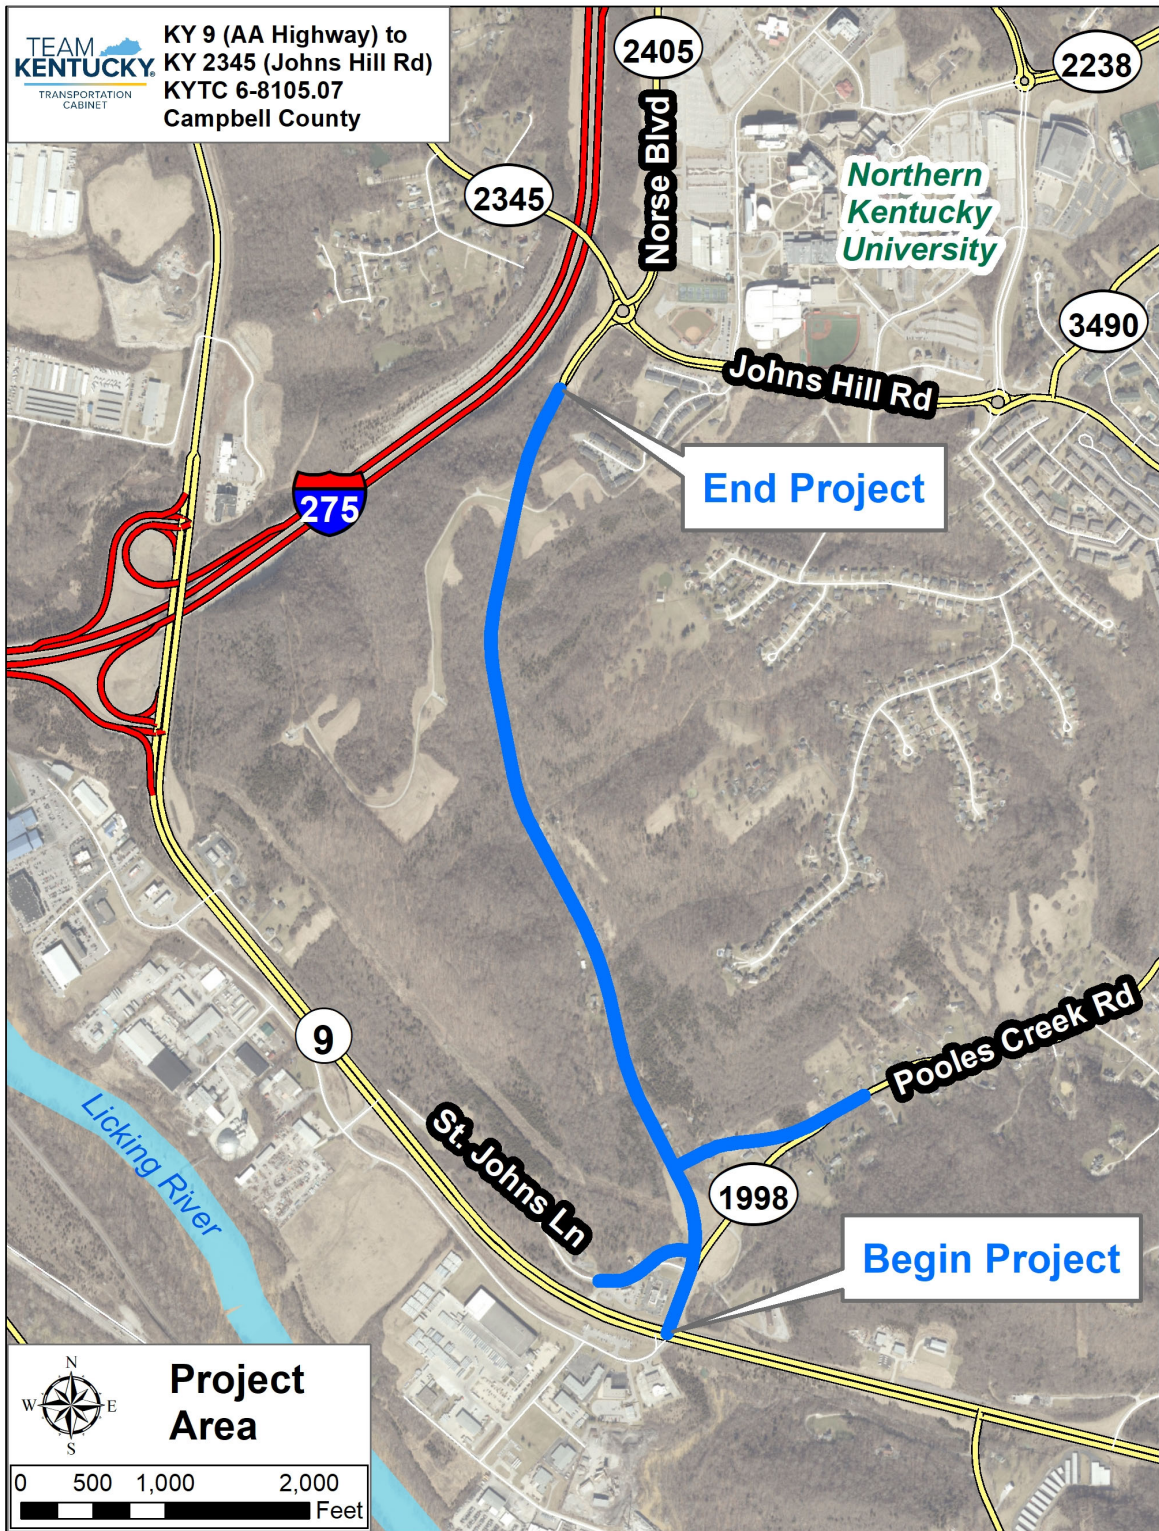 TEAM
KENTUCKY
TRANSPORTATION
CABINET
KY 9 (AA Highway) to
KY 2345 (Johns Hill Rd)
KYTC 6-8105.07
Campbell County
2405
2238
Norse Blvd
2345
Northern
Kentucky
University
3490
Johns Hill Rd
End Project
275
9
Pooles Creek Rd
Licking River
St. Johns Ln
1998
Begin Project
N
W E
S
Project
Area
0 500 1,000 2,000
Feet